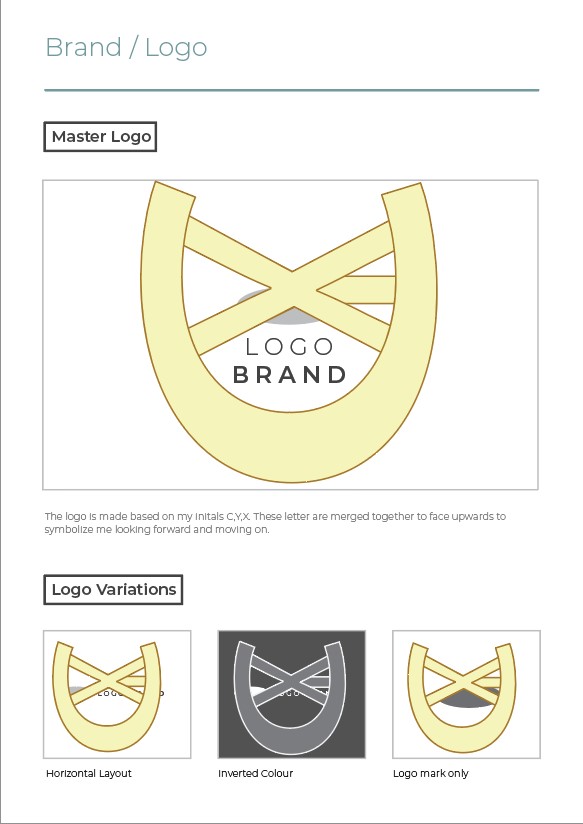 Brand / Logo
Master Logo
LOGO
BRAND
The logo is made based on my initals C,Y,X. These letter are merged together to face upwards to
symbolize me looking forward and moving on.
Logo Variations
Horizontal Layout
Inverted Colour
Logo mark only